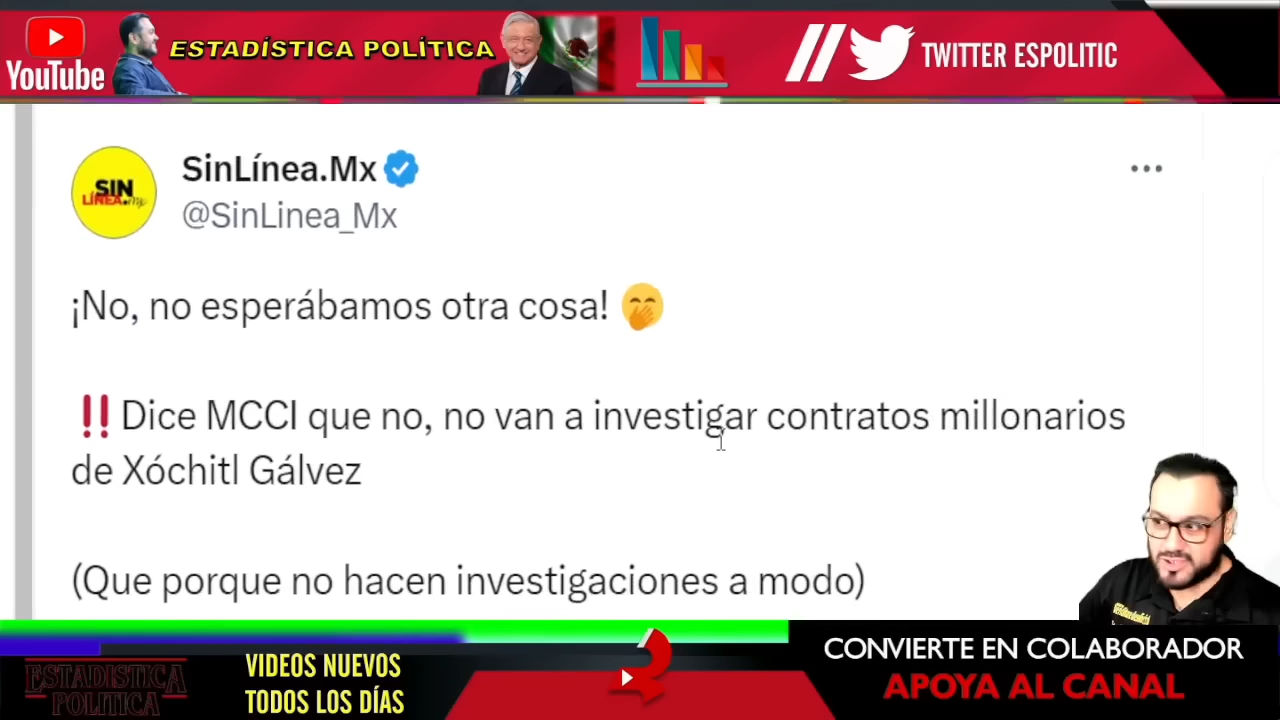 YouTube
ESTADÍSTICA POLÍTICA
TWITTER ESPOLITIC
SIN
LÍNEA.mx
SinLínea.Mx
@SinLinea_Mx
¡No, no esperábamos otra cosa! 🤭
‼️Dice MCCI que no, no van a investigar contratos millonarios
de Xóchitl Gálvez
(Que porque no hacen investigaciones a modo)
ESTADÍSTICA
POLÍTICA
VIDEOS NUEVOS
TODOS LOS DÍAS
CONVIERTE EN COLABORADOR
APOYA AL CANAL